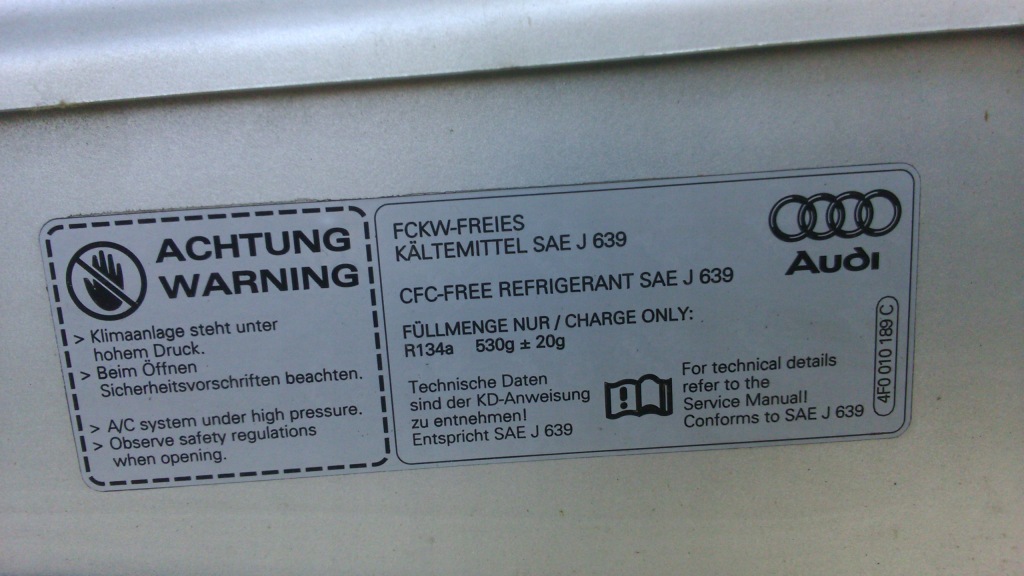 ACHTUNG
WARNING
> Klimaanlage steht unter
hohem Druck.
> Beim Öffnen
Sicherheitsvorschriften beachten.
> A/C system under high pressure.
> Observe safety regulations
when opening.
FCKW-FREIES
KÄLTEMITTEL SAE J 639
CFC-FREE REFRIGERANT SAE J 639
FÜLLMENGE NUR / CHARGE ONLY:
R134a 530g ± 20g
Technische Daten
sind der KD-Anweisung
zu entnehmen!
Entspricht SAE J 639
For technical details
refer to the
Service Manual!
Conforms to SAE J 639
Audi
4F0 010 189 C